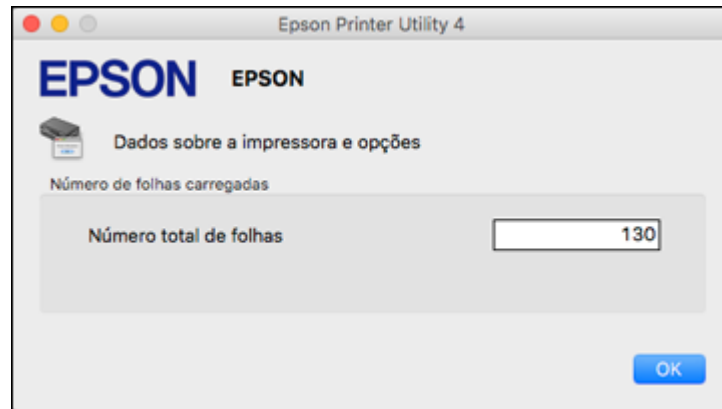 Epson Printer Utility 4
EPSON EPSON
Dados sobre a impressora e opções
Número de folhas carregadas
Número total de folhas 130
OK